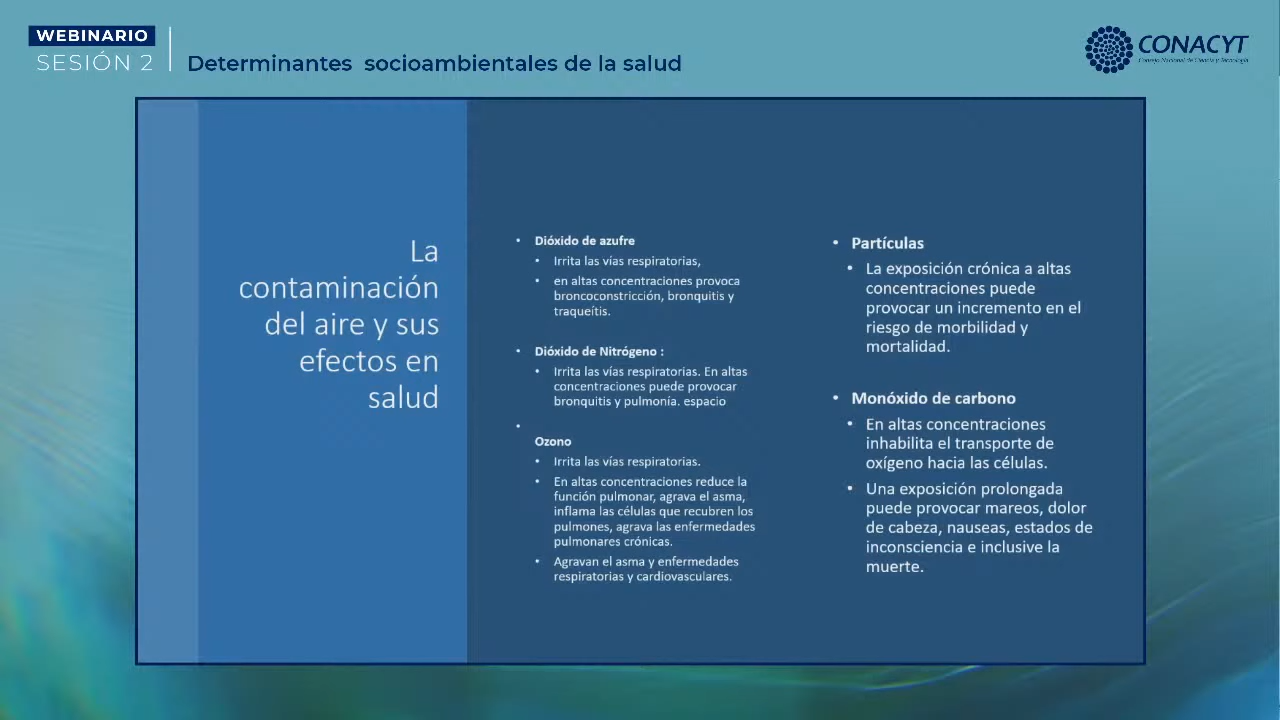 WEBINARIO
SESIÓN 2
Determinantes socioambientales de la salud
CONACYT
Consejo Nacional de Ciencia y Tecnología
La
contaminación
del aire y sus
efectos en
salud
• Dióxido de azufre
• Irrita las vías respiratorias,
• en altas concentraciones provoca
broncoconstricción, bronquitis y
traqueítis.
• Dióxido de Nitrógeno :
• Irrita las vías respiratorias. En altas
concentraciones puede provocar
bronquitis y pulmonía. espacio
•
Ozono
• Irrita las vías respiratorias.
• En altas concentraciones reduce la
función pulmonar, agrava el asma,
inflama las células que recubren los
pulmones, agrava las enfermedades
pulmonares crónicas.
• Agravan el asma y enfermedades
respiratorias y cardiovasculares.
• Partículas
• La exposición crónica a altas
concentraciones puede
provocar un incremento en el
riesgo de morbilidad y
mortalidad.
• Monóxido de carbono
• En altas concentraciones
inhabilita el transporte de
oxígeno hacia las células.
• Una exposición prolongada
puede provocar mareos, dolor
de cabeza, nauseas, estados de
inconsciencia e inclusive la
muerte.